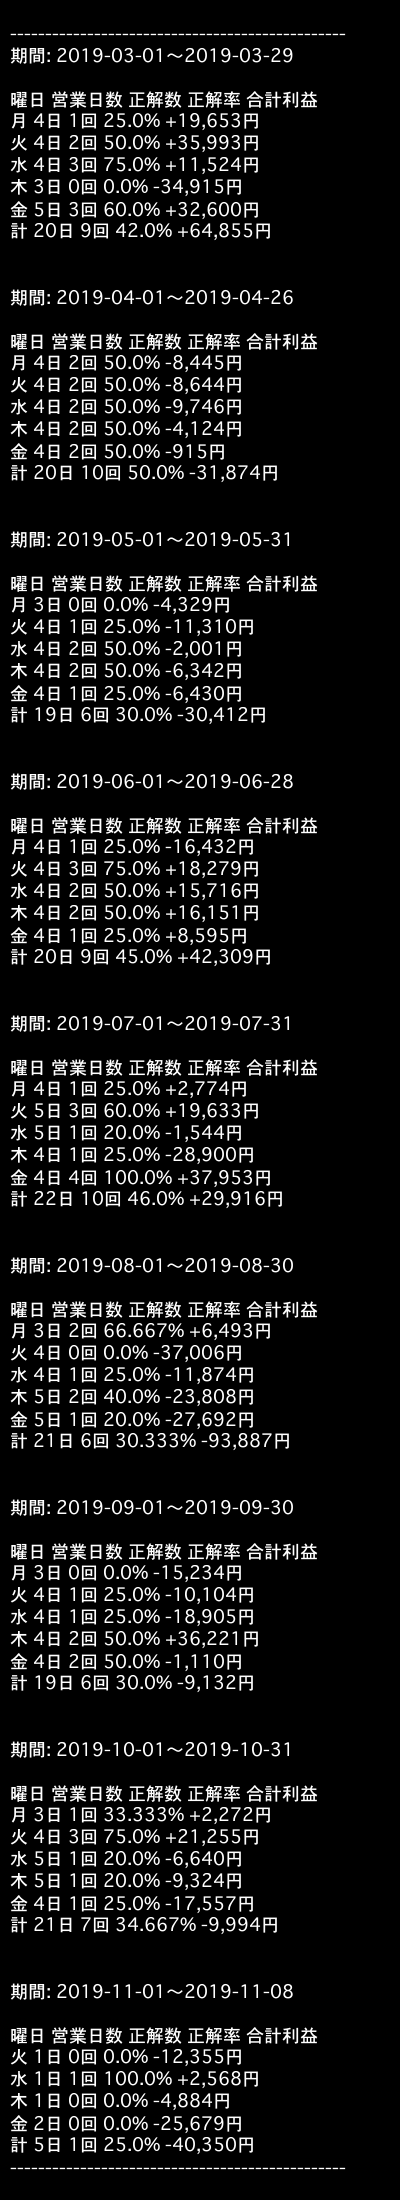 ------------------------------------------------
期間: 2019-03-01〜2019-03-29
曜日 営業日数 正解数 正解率 合計利益
月 4日 1回 25.0% +19,653円
火 4日 2回 50.0% +35,993円
水 4日 3回 75.0% +11,524円
木 3日 0回 0.0% -34,915円
金 5日 3回 60.0% +32,600円
計 20日 9回 42.0% +64,855円
期間: 2019-04-01〜2019-04-26
曜日 営業日数 正解数 正解率 合計利益
月 4日 2回 50.0% -8,445円
火 4日 2回 50.0% -8,644円
水 4日 2回 50.0% -9,746円
木 4日 2回 50.0% -4,124円
金 4日 2回 50.0% -915円
計 20日 10回 50.0% -31,874円
期間: 2019-05-01〜2019-05-31
曜日 営業日数 正解数 正解率 合計利益
月 3日 0回 0.0% -4,329円
火 4日 1回 25.0% -11,310円
水 4日 2回 50.0% -2,001円
木 4日 2回 50.0% -6,342円
金 4日 1回 25.0% -6,430円
計 19日 6回 30.0% -30,412円
期間: 2019-06-01〜2019-06-28
曜日 営業日数 正解数 正解率 合計利益
月 4日 1回 25.0% -16,432円
火 4日 3回 75.0% +18,279円
水 4日 2回 50.0% +15,716円
木 4日 2回 50.0% +16,151円
金 4日 1回 25.0% +8,595円
計 20日 9回 45.0% +42,309円
期間: 2019-07-01〜2019-07-31
曜日 営業日数 正解数 正解率 合計利益
月 4日 1回 25.0% +2,774円
火 5日 3回 60.0% +19,633円
水 5日 1回 20.0% -1,544円
木 4日 1回 25.0% -28,900円
金 4日 4回 100.0% +37,953円
計 22日 10回 46.0% +29,916円
期間: 2019-08-01〜2019-08-30
曜日 営業日数 正解数 正解率 合計利益
月 3日 2回 66.667% +6,493円
火 4日 0回 0.0% -37,006円
水 4日 1回 25.0% -11,874円
木 5日 2回 40.0% -23,808円
金 5日 1回 20.0% -27,692円
計 21日 6回 30.333% -93,887円
期間: 2019-09-01〜2019-09-30
曜日 営業日数 正解数 正解率 合計利益
月 3日 0回 0.0% -15,234円
火 4日 1回 25.0% -10,104円
水 4日 1回 25.0% -18,905円
木 4日 2回 50.0% +36,221円
金 4日 2回 50.0% -1,110円
計 19日 6回 30.0% -9,132円
期間: 2019-10-01〜2019-10-31
曜日 営業日数 正解数 正解率 合計利益
月 3日 1回 33.333% +2,272円
火 4日 3回 75.0% +21,255円
水 5日 1回 20.0% -6,640円
木 5日 1回 20.0% -9,324円
金 4日 1回 25.0% -17,557円
計 21日 7回 34.667% -9,994円
期間: 2019-11-01〜2019-11-08
曜日 営業日数 正解数 正解率 合計利益
火 1日 0回 0.0% -12,355円
水 1日 1回 100.0% +2,568円
木 1日 0回 0.0% -4,884円
金 2日 0回 0.0% -25,679円
計 5日 1回 25.0% -40,350円
------------------------------------------------